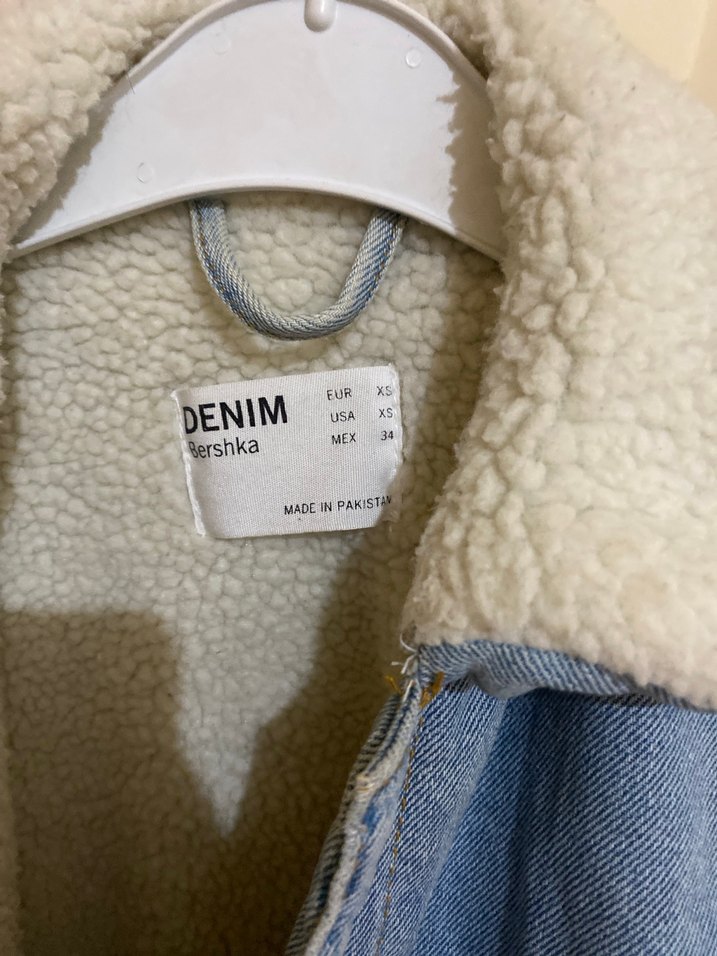 DENIM
Bershka
EUR XS
USA XS
MEX 34
MADE IN PAKISTAN